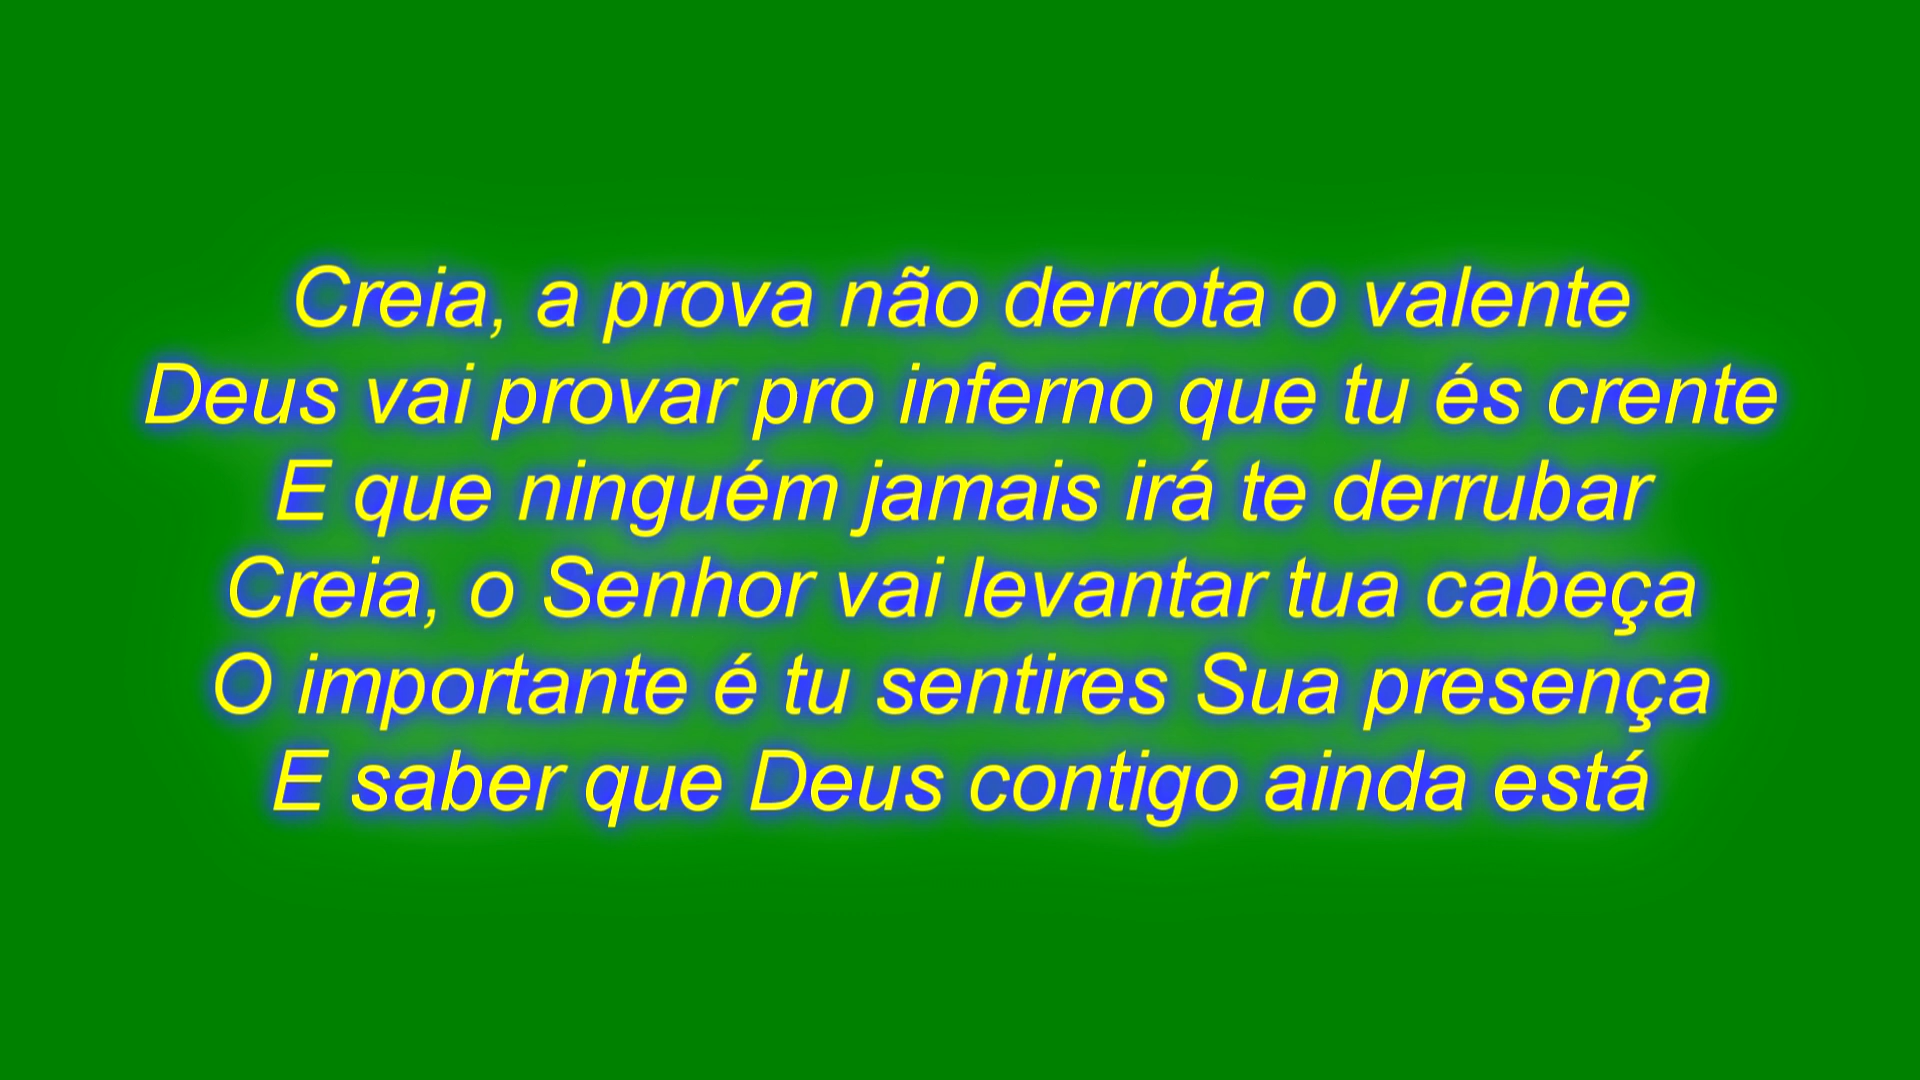 Creia, a prova não derrota o valente
Deus vai provar pro inferno que tu és crente
E que ninguém jamais irá te derrubar
Creia, o Senhor vai levantar tua cabeça
O importante é tu sentires Sua presença
E saber que Deus contigo ainda está